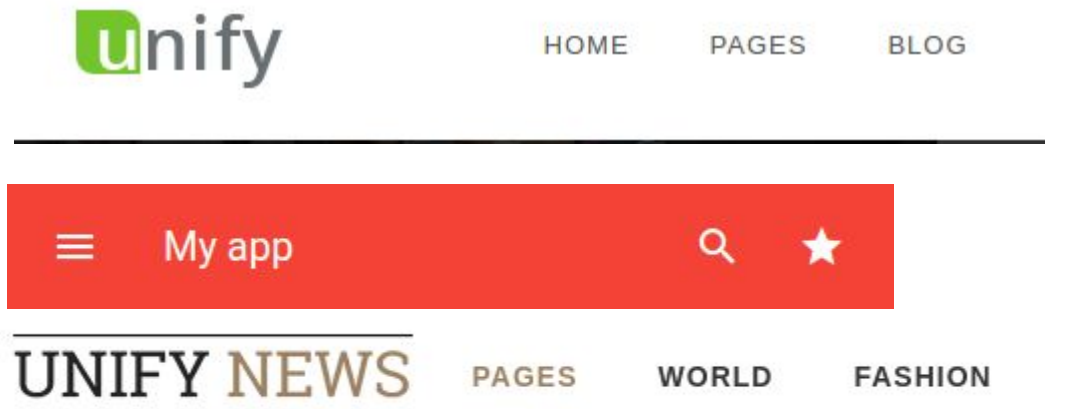 unify HOME PAGES BLOG
My app
UNIFY NEWS PAGES WORLD FASHION